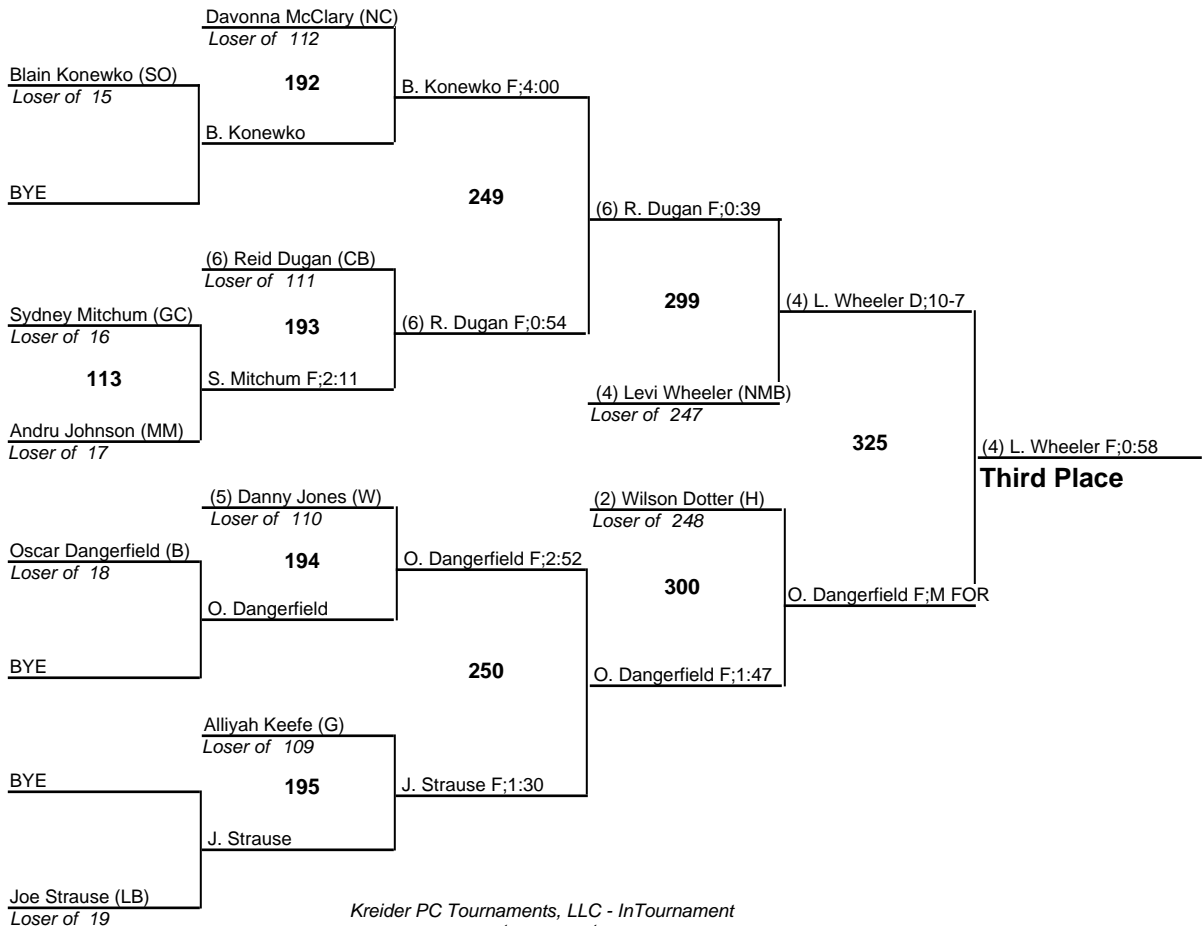 Davonna McClary (NC)
Loser of 112
Blain Konewko (SO)
Loser of 15
192
B. Konewko F;4:00
B. Konewko
BYE
249
(6) R. Dugan F;0:39
(6) Reid Dugan (CB)
Loser of 111
299
(4) L. Wheeler D;10-7
Sydney Mitchum (GC)
Loser of 16
193
(6) R. Dugan F;0:54
113
S. Mitchum F;2:11
(4) Levi Wheeler (NMB)
Loser of 247
Andru Johnson (MM)
Loser of 17
325
(4) L. Wheeler F;0:58
Third Place
(5) Danny Jones (W)
Loser of 110
(2) Wilson Dotter (H)
Loser of 248
Oscar Dangerfield (B)
Loser of 18
194
O. Dangerfield F;2:52
300
O. Dangerfield
O. Dangerfield F;M FOR
BYE
250
O. Dangerfield F;1:47
Alliyah Keefe (G)
Loser of 109
BYE
195
J. Strause F;1:30
J. Strause
Joe Strause (LB)
Loser of 19
Kreider PC Tournaments, LLC - InTournament